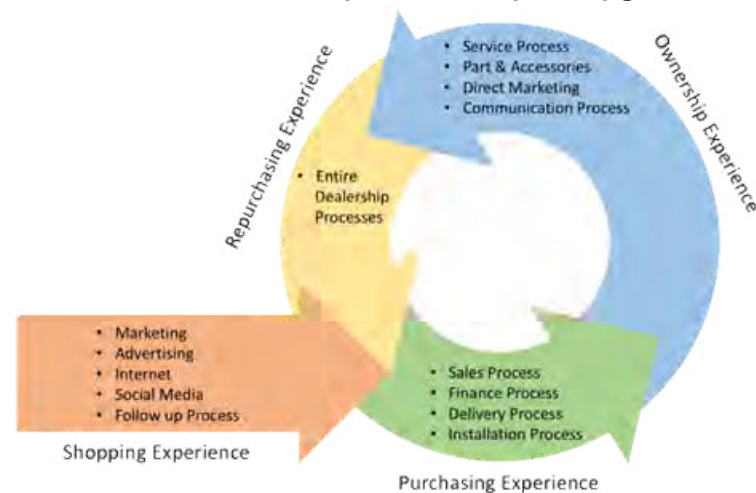 • Service Process
• Part & Accessories
• Direct Marketing
• Communication Process
Ownership Experience
Repurchasing Experience
• Entire
Dealership
Processes
• Marketing
• Advertising
• Internet
• Social Media
• Follow up Process
Shopping Experience
• Sales Process
• Finance Process
• Delivery Process
• Installation Process
Purchasing Experience